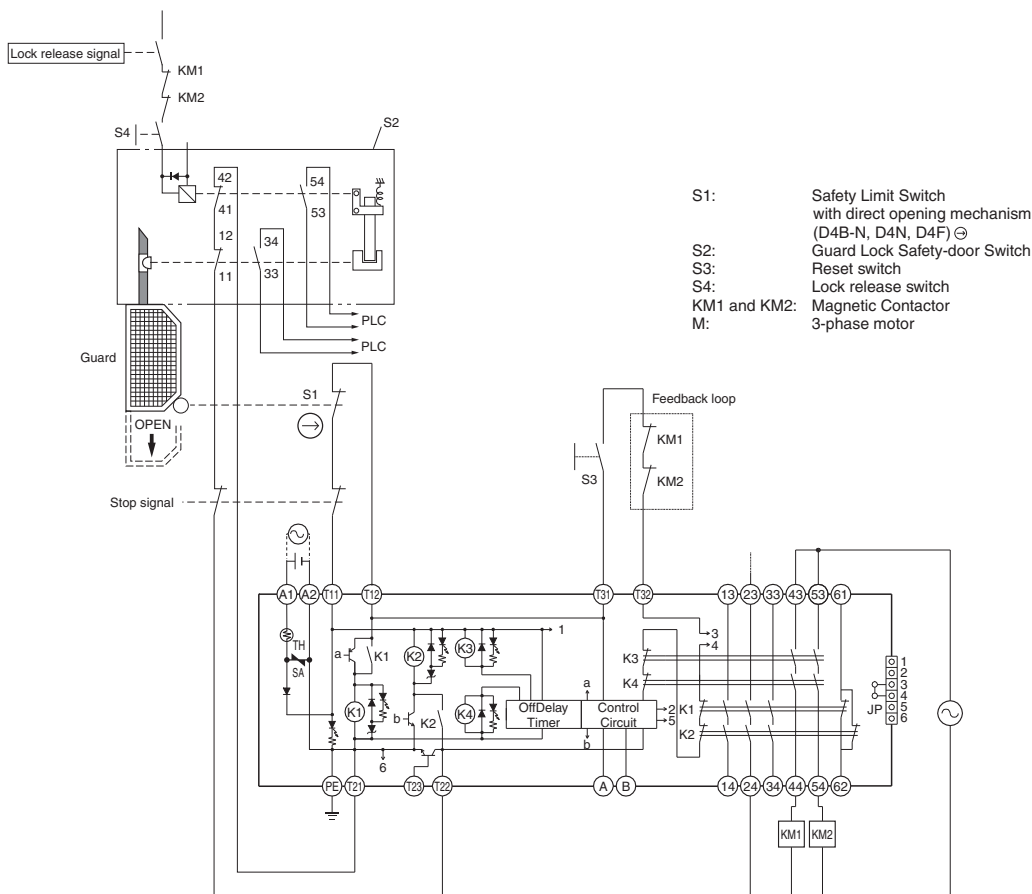 Lock release signal
KM1
KM2
S4
S2
42
54
41
53
12
34
11
33
PLC
PLC
Guard
OPEN
S1
Stop signal
S1: Safety Limit Switch
with direct opening mechanism
(D4B-N, D4N, D4F)
S2: Guard Lock Safety-door Switch
S3: Reset switch
S4: Lock release switch
KM1 and KM2: Magnetic Contactor
M: 3-phase motor
Feedback loop
KM1
KM2
S3
A1 A2 T11 T12 T31 T32 13 23 33 43 53 61
1
3
4
TH
SA
a
K1
K2
K3
K1
b
K2
K4
OffDelay
Timer
a
Control
Circuit
b
2
5
6
K3
K4
K1
K2
1
2
3
4
5
6
JP
PE T21 T23 T22 A B 14 24 34 44 54 62
KM1 KM2